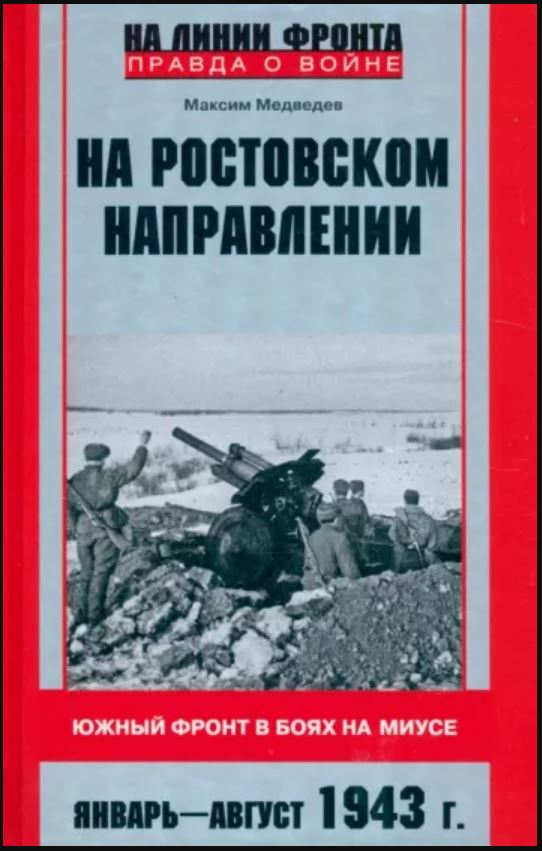 НА ЛИНИИ ФРОНТА
ПРАВДА О ВОЙНЕ
Максим Медведев
НА РОСТОВСКОМ
НАПРАВЛЕНИИ
ЮЖНЫЙ ФРОНТ В БОЯХ НА МИУСЕ
ЯНВАРЬ—АВГУСТ 1943 г.